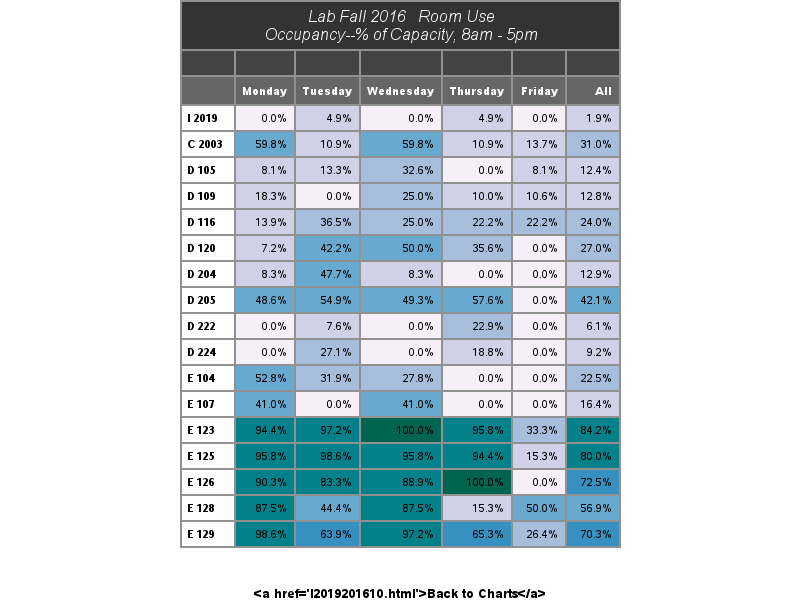 Lab Fall 2016 Room Use
Occupancy--% of Capacity, 8am - 5pm
Monday Tuesday Wednesday Thursday Friday All
I 2019 0.0% 4.9% 0.0% 4.9% 0.0% 1.9%
C 2003 59.8% 10.9% 59.8% 10.9% 13.7% 31.0%
D 105 8.1% 13.3% 32.6% 0.0% 8.1% 12.4%
D 109 18.3% 0.0% 25.0% 10.0% 10.6% 12.8%
D 116 13.9% 36.5% 25.0% 22.2% 22.2% 24.0%
D 120 7.2% 42.2% 50.0% 35.6% 0.0% 27.0%
D 204 8.3% 47.7% 8.3% 0.0% 0.0% 12.9%
D 205 48.6% 54.9% 49.3% 57.6% 0.0% 42.1%
D 222 0.0% 7.6% 0.0% 22.9% 0.0% 6.1%
D 224 0.0% 27.1% 0.0% 18.8% 0.0% 9.2%
E 104 52.8% 31.9% 27.8% 0.0% 0.0% 22.5%
E 107 41.0% 0.0% 41.0% 0.0% 0.0% 16.4%
E 123 94.4% 97.2% 100.0% 95.8% 33.3% 84.2%
E 125 95.8% 98.6% 95.8% 94.4% 15.3% 80.0%
E 126 90.3% 83.3% 88.9% 100.0% 0.0% 72.5%
E 128 87.5% 44.4% 87.5% 15.3% 50.0% 56.9%
E 129 98.6% 63.9% 97.2% 65.3% 26.4% 70.3%
<a href='I2019201610.html'>Back to Charts</a>